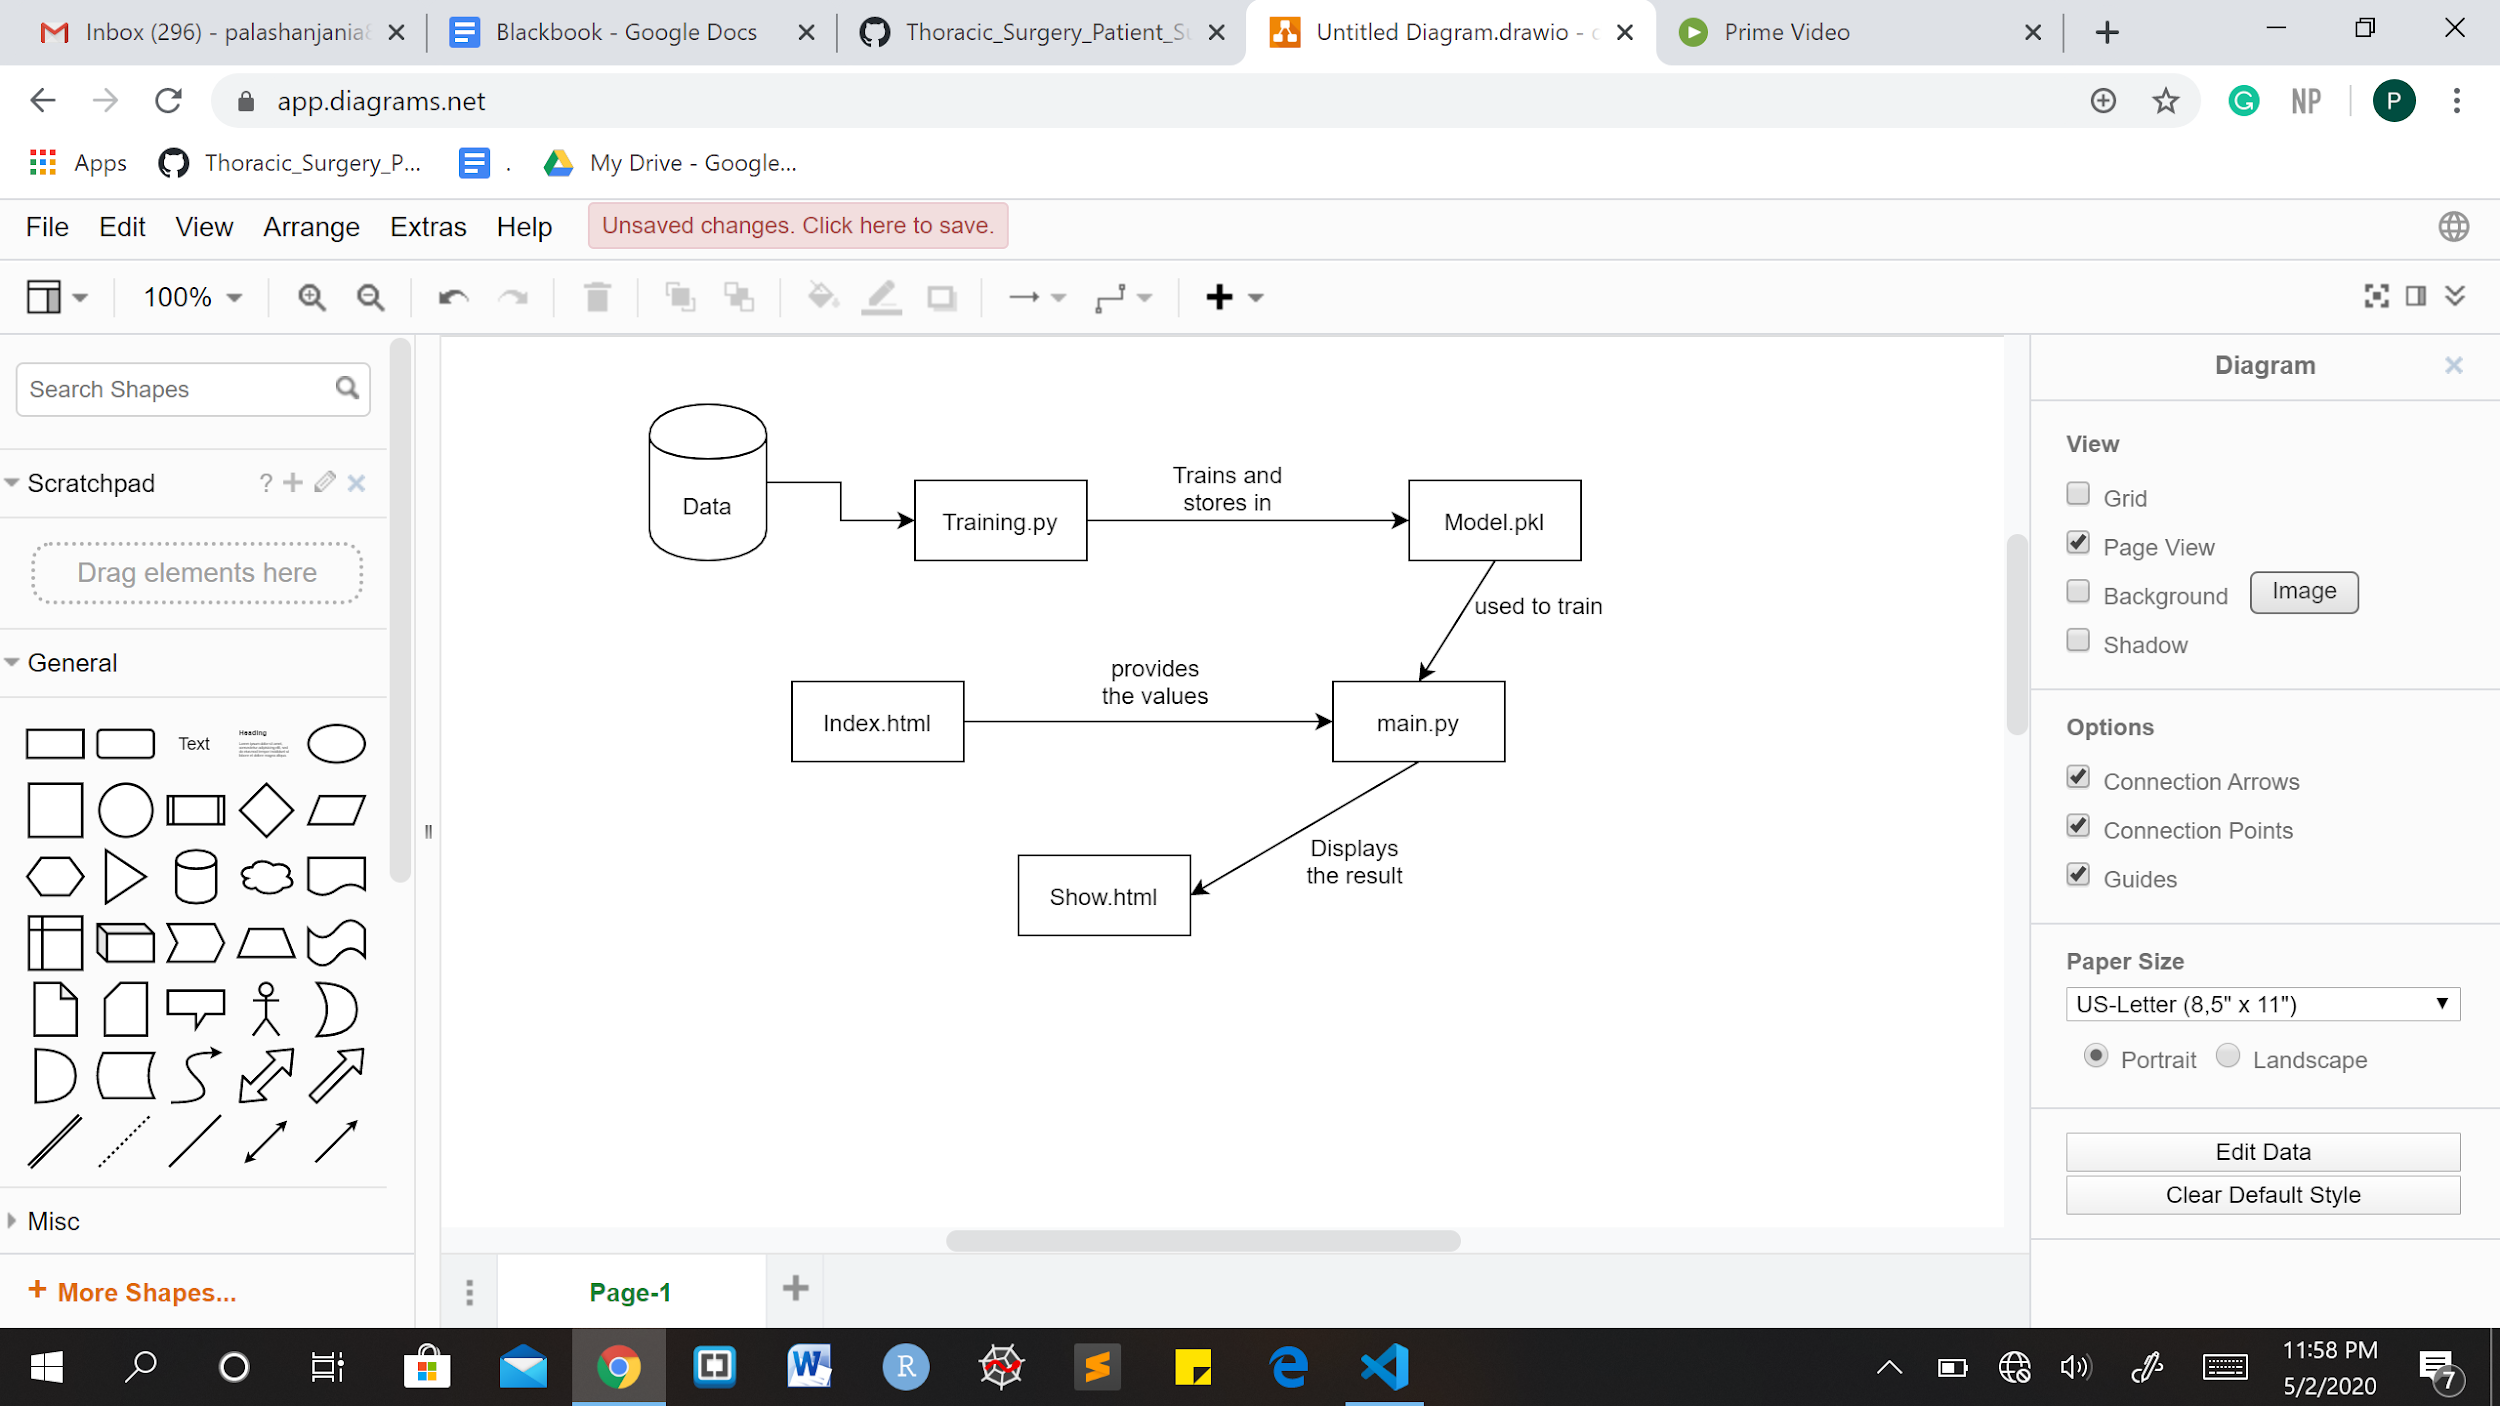 Inbox (296) - palashanjania
Blackbook - Google Docs
Thoracic_Surgery_Patient_S
Untitled Diagram.drawio -
Prime Video
app.diagrams.net
NP
P
Apps
Thoracic_Surgery_P...
.
My Drive - Google...
File Edit View Arrange Extras Help
Unsaved changes. Click here to save.
100%
Search Shapes
Scratchpad
?
Drag elements here
General
Text
Heading
Misc
+ More Shapes...
Data
Training.py
Trains and
stores in
Model.pkl
used to train
Index.html
provides
the values
main.py
Displays
the result
Show.html
Page-1
Diagram
View
Grid
Page View
Background
Image
Shadow
Options
Connection Arrows
Connection Points
Guides
Paper Size
US-Letter (8,5" x 11")
Portrait
Landscape
Edit Data
Clear Default Style
11:58 PM
5/2/2020
7